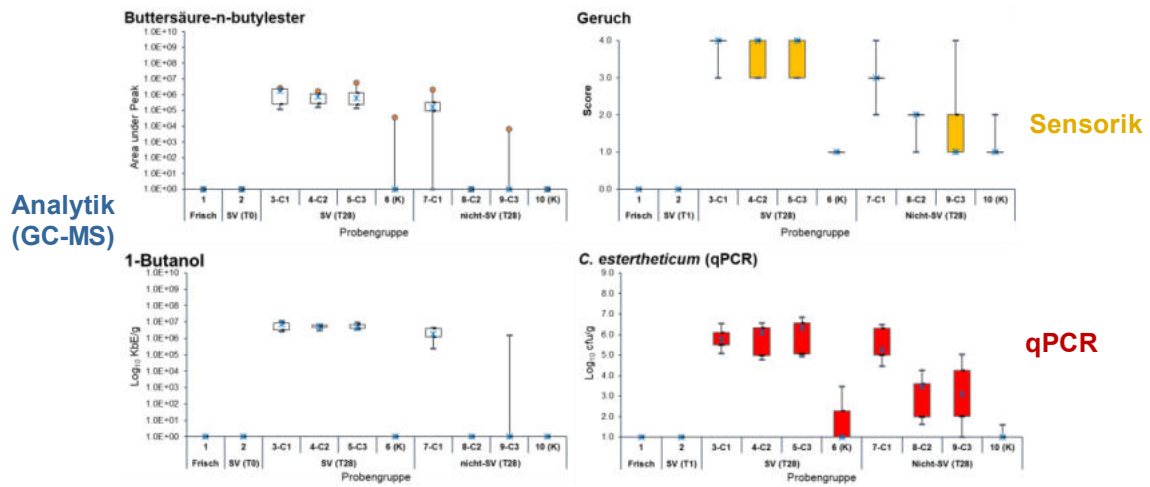 Buttersäure-n-butylester
1.0E+10
1.0E+09
1.0E+08
1.0E+07
1.0E+06
1.0E+05
1.0E+04
1.0E+03
1.0E+02
1.0E+01
1.0E+00
Area under Peak
1 2 3-C1 4-C2 5-C3 6 (K) 7-C1 8-C2 9-C3 10 (K)
Frisch SV (T0) SV (T28) nicht-SV (T28)
Probengruppe
Geruch
4.0
3.0
2.0
1.0
0.0
Score
1 2 3-C1 4-C2 5-C3 6 (K) 7-C1 8-C2 9-C3 10 (K)
Frisch SV (T1) SV (T28) Nicht-SV (T28)
Probengruppe
Sensorik
Analytik
(GC-MS)
1-Butanol
1.0E+10
1.0E+09
1.0E+08
1.0E+07
1.0E+06
1.0E+05
1.0E+04
1.0E+03
1.0E+02
1.0E+01
1.0E+00
Log10 KbE/g
1 2 3-C1 4-C2 5-C3 6 (K) 7-C1 8-C2 9-C3 10 (K)
Frisch SV (T0) SV (T28) nicht-SV (T28)
Probengruppe
C. estertheticum (qPCR)
9.0
8.0
7.0
6.0
5.0
4.0
3.0
2.0
1.0
Log10 cfu/g
1 2 3-C1 4-C2 5-C3 6 (K) 7-C1 8-C2 9-C3 10 (K)
Frisch SV (T1) SV (T28) Nicht-SV (T28)
Probengruppe
qPCR